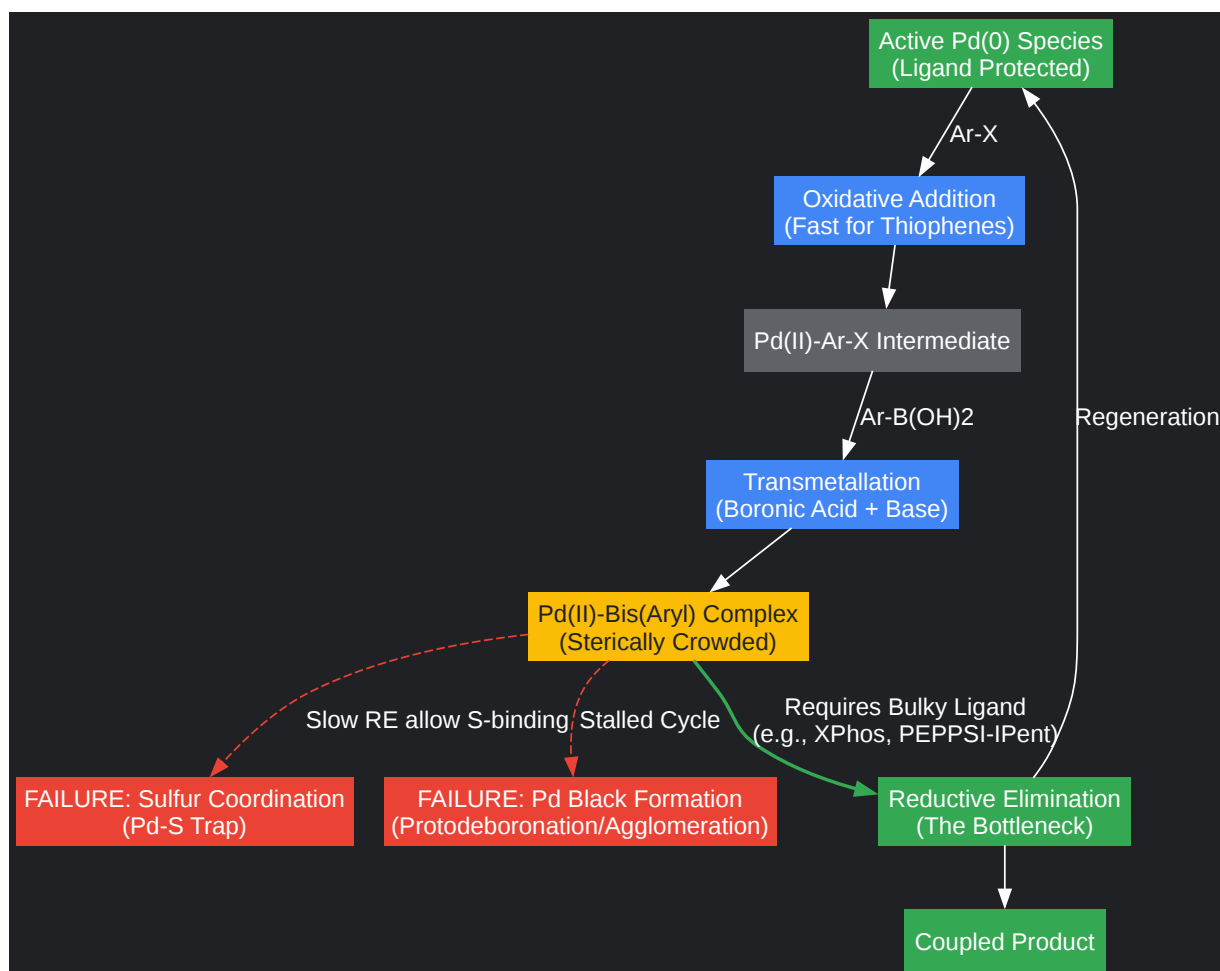 Active Pd(0) Species
(Ligand Protected)
Ar-X
Oxidative Addition
(Fast for Thiophenes)
Pd(II)-Ar-X Intermediate
Ar-B(OH)2
Regeneration
Transmetallation
(Boronic Acid + Base)
Pd(II)-Bis(Aryl) Complex
(Sterically Crowded)
Slow RE allow S-binding
Stalled Cycle
Requires Bulky Ligand
(e.g., XPhos, PEPPSI-IPent)
FAILURE: Sulfur Coordination
(Pd-S Trap)
FAILURE: Pd Black Formation
(Protodeboronation/Agglomeration)
Reductive Elimination
(The Bottleneck)
Coupled Product